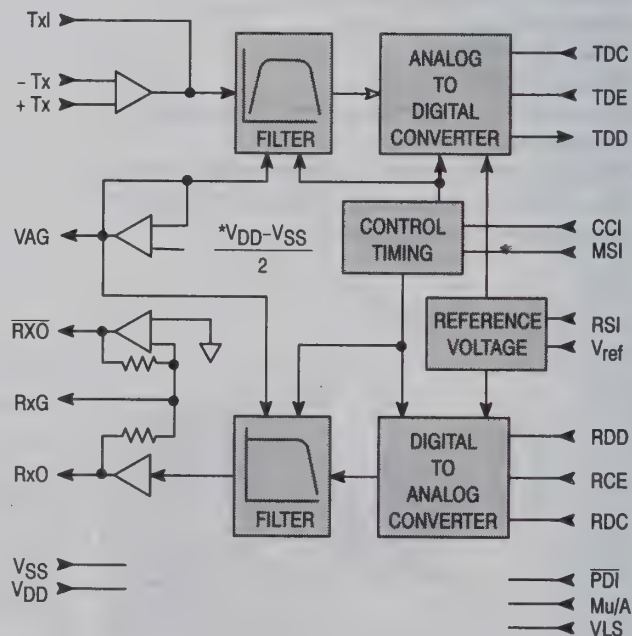 TxI
– Tx
+ Tx
FILTER
ANALOG
TO
DIGITAL
CONVERTER
TDC
TDE
TDD
VAG
*VDD–VSS
2
CONTROL
TIMING
CCI
MSI
*
REFERENCE
VOLTAGE
RSI
Vref
RXO
RxG
RxO
FILTER
DIGITAL
TO
ANALOG
CONVERTER
RDD
RCE
RDC
VSS
VDD
PDI
Mu/A
VLS